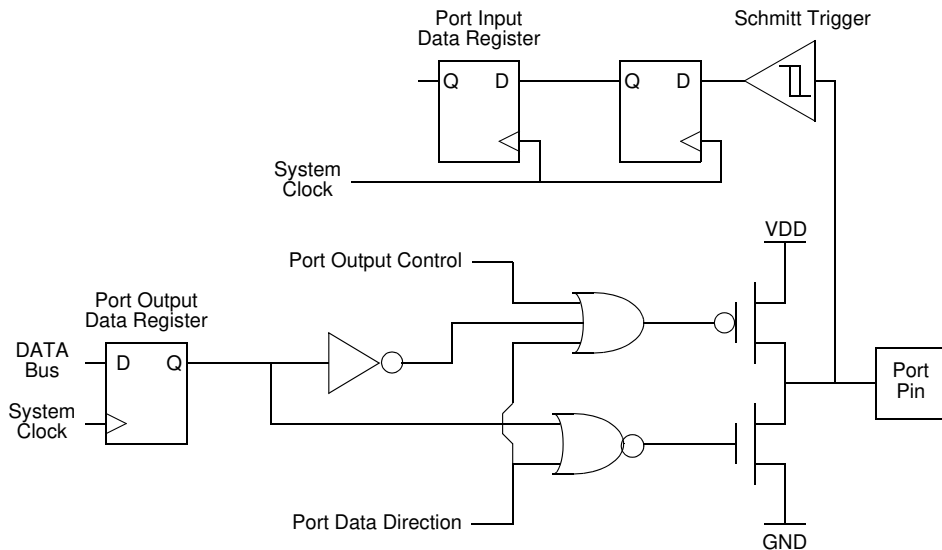 Port Input
Data Register
Schmitt Trigger
Q D
D
System
Clock
VDD
Port Output Control
Port Output
Data Register
DATA
Bus
D Q
System
Clock
Port
Pin
Port Data Direction
GND